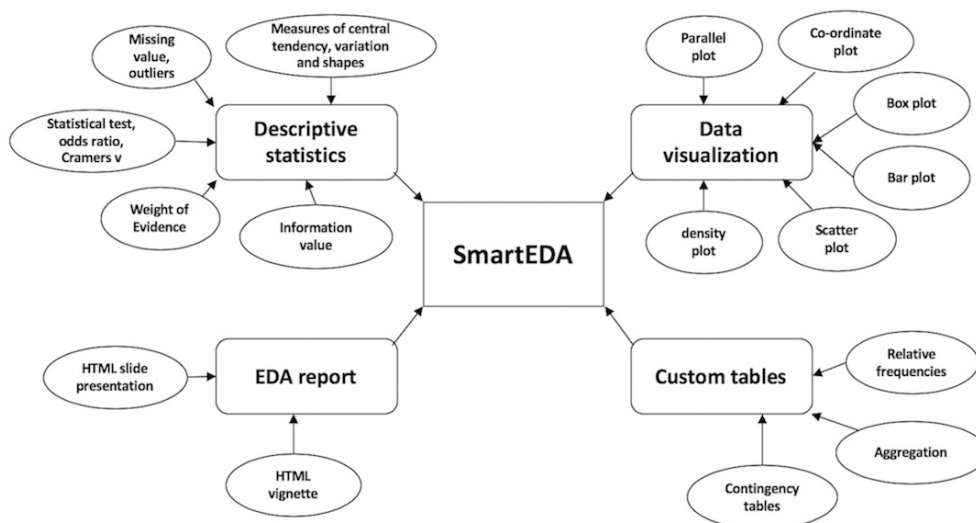 Missing
value,
outliers
Measures of central
tendency, variation
and shapes
Statistical test,
odds ratio,
Cramers v
Descriptive
statistics
Weight of
Evidence
Information
value
Parallel
plot
Co-ordinate
plot
Box plot
Data
visualization
Bar plot
density
plot
Scatter
plot
SmartEDA
HTML slide
presentation
EDA report
HTML
vignette
Custom tables
Relative
frequencies
Aggregation
Contingency
tables